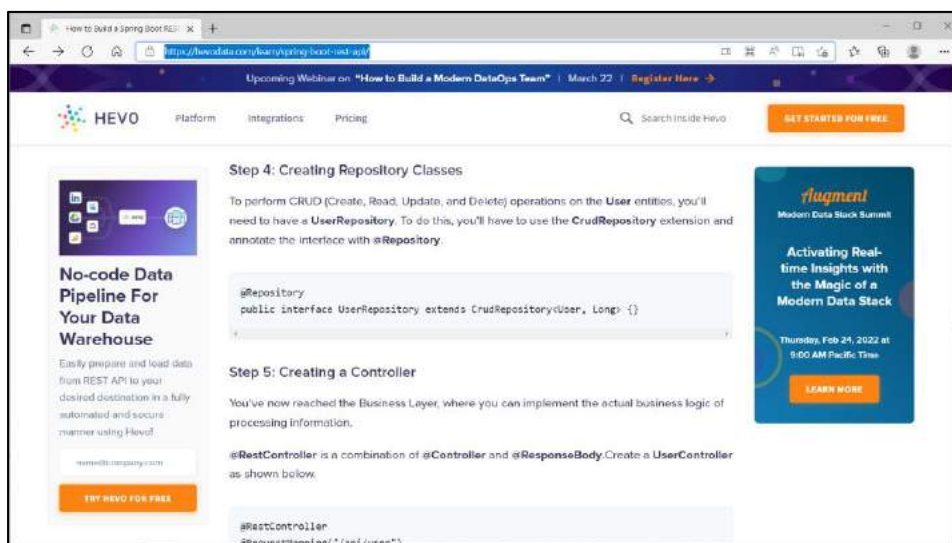 How to Build a Spring Boot REST
https://hevodata.com/learn/spring-boot-rest-api/
Upcoming Webinar on "How to Build a Modern DataOps Team" | March 22 | Register Here →
HEVO
Platform
Integrations
Pricing
Search Inside Hevo
GET STARTED FOR FREE
No-code Data
Pipeline For
Your Data
Warehouse
Easily prepare and load data
from REST API to your
desired destination in a fully
automated and secure
manner using Hevo!
name@company.com
TRY HEVO FOR FREE
Step 4: Creating Repository Classes
To perform CRUD (Create, Read, Update, and Delete) operations on the User entities, you'll
need to have a UserRepository. To do this, you'll have to use the CrudRepository extension and
annotate the interface with @Repository.
@Repository
public interface UserRepository extends CrudRepository<User, Long> {}
Step 5: Creating a Controller
You've now reached the Business Layer, where you can implement the actual business logic of
processing information.
@RestController is a combination of @Controller and @ResponseBody.Create a UserController
as shown below.
@RestController
@RequestMapping("/api/user")
Augment
Modern Data Stack Summit
Activating Real-
time Insights with
the Magic of a
Modern Data Stack
Thursday, Feb 24, 2022 at
9:00 AM Pacific Time
LEARN MORE